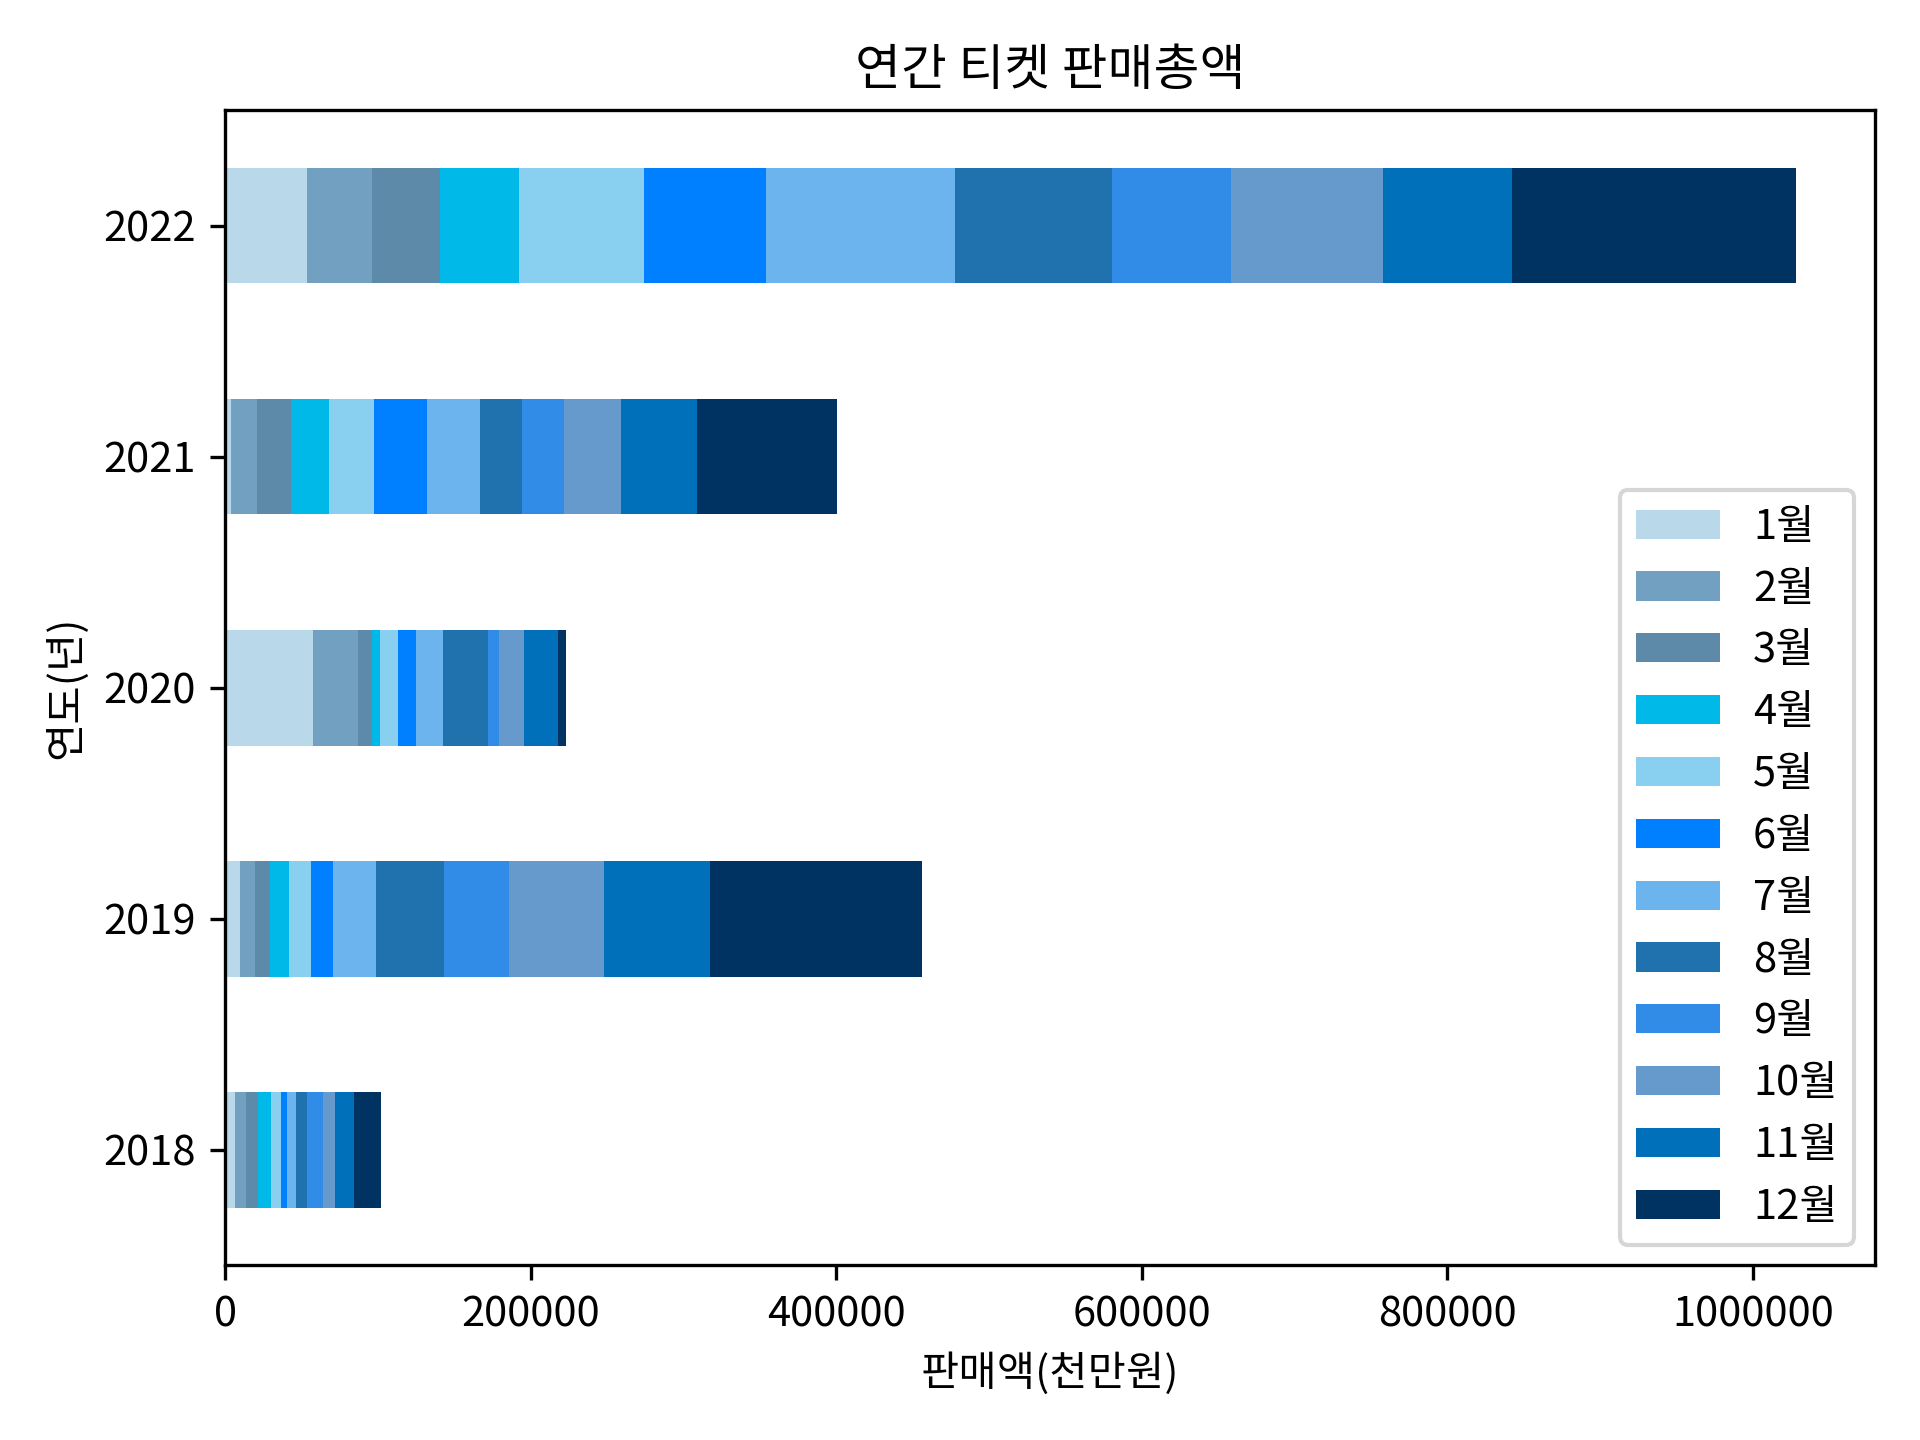 연간 티켓 판매총액
연도(년)
2022
2021
2020
2019
2018
0
200000
400000
600000
800000
1000000
판매액(천만원)
1월
2월
3월
4월
5월
6월
7월
8월
9월
10월
11월
12월